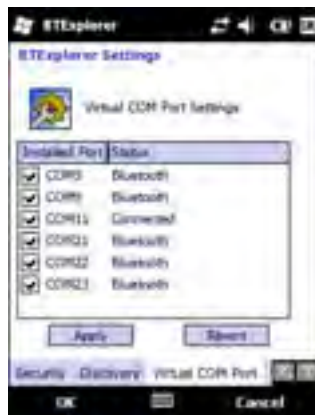 BTExplorer
BTExplorer Settings
Virtual COM Port Settings
Installed Port Status
COM5 Bluetooth
COM9 Bluetooth
COM11 Connected
COM21 Bluetooth
COM22 Bluetooth
COM23 Bluetooth
Apply Revert
Security Discovery Virtual COM Port
OK Cancel